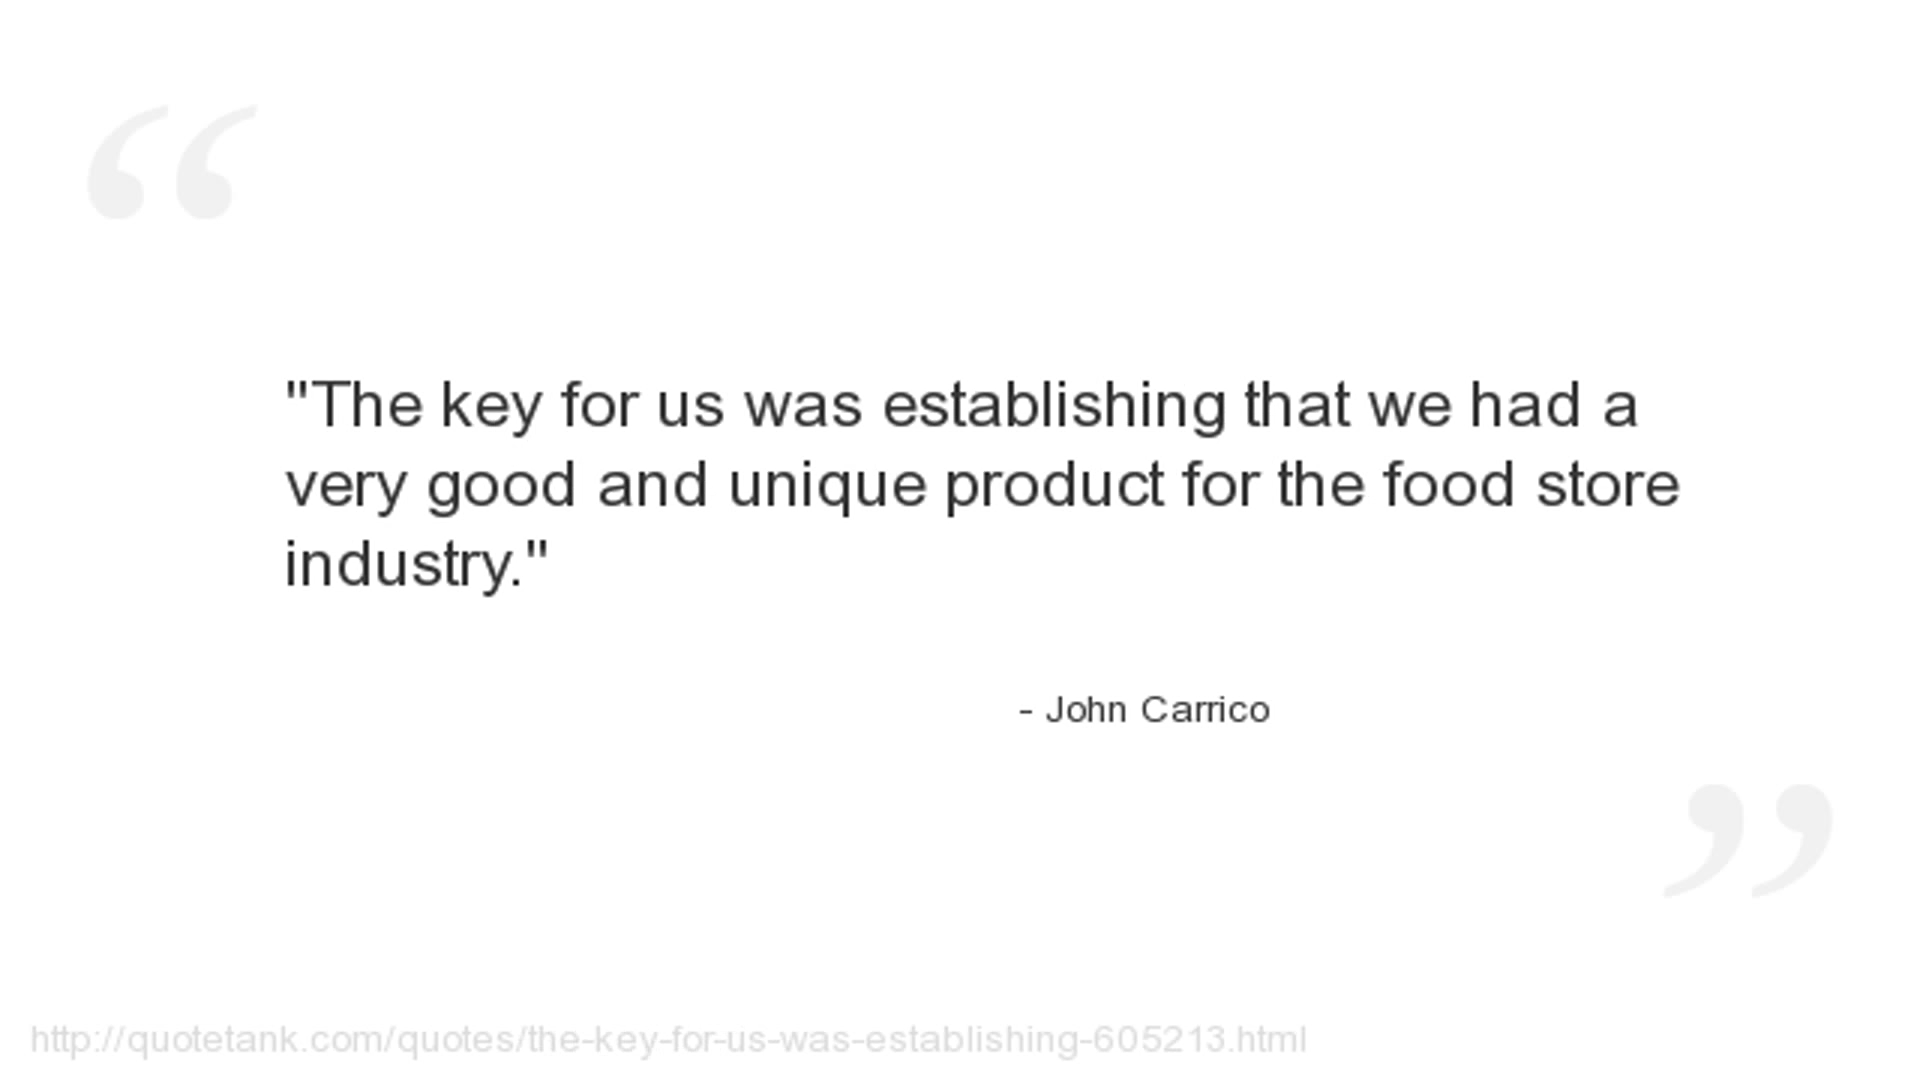 "The key for us was establishing that we had a
very good and unique product for the food store
industry."
- John Carrico
http://quotetank.com/quotes/the-key-for-us-was-establishing-605213.html